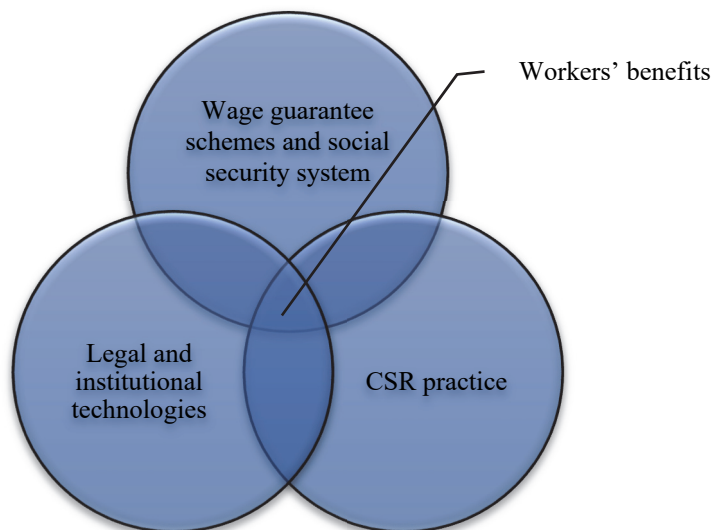 Workers’ benefits
Wage guarantee
schemes and social
security system
Legal and
institutional
technologies
CSR practice